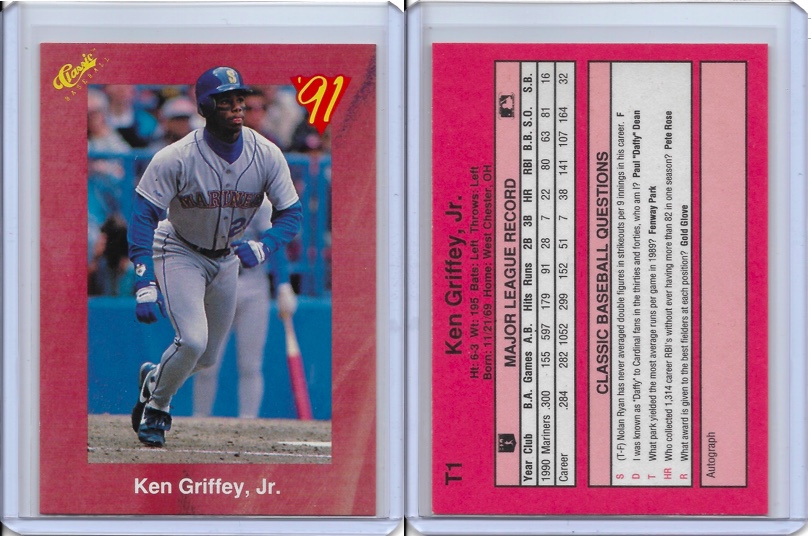 Classic
BASEBALL
'91
S
MARINERS
2
Ken Griffey, Jr.
T1
Ken Griffey, Jr.
Ht: 6-3 Wt: 195 Bats: Left Throws: Left
Born: 11/21/69 Home: West Chester, OH
MAJOR LEAGUE RECORD
Year Club B.A. Games A.B. Hits Runs 2B 3B HR RBI B.B. S.O. S.B.
1990 Mariners .300 155 597 179 91 28 7 22 80 63 81 16
Career .284 282 1052 299 152 51 7 38 141 107 164 32
CLASSIC BASEBALL QUESTIONS
S (T-F) Nolan Ryan has never averaged double figures in strikeouts per 9 innings in his career. F
D I was known as "Daffy" to Cardinal fans in the thirties and forties, who am I? Paul "Daffy" Dean
T What park yielded the most average runs per game in 1989? Fenway Park
HR Who collected 1,314 career RBI's without ever having more than 82 in one season? Pete Rose
R What award is given to the best fielders at each position? Gold Glove
Autograph